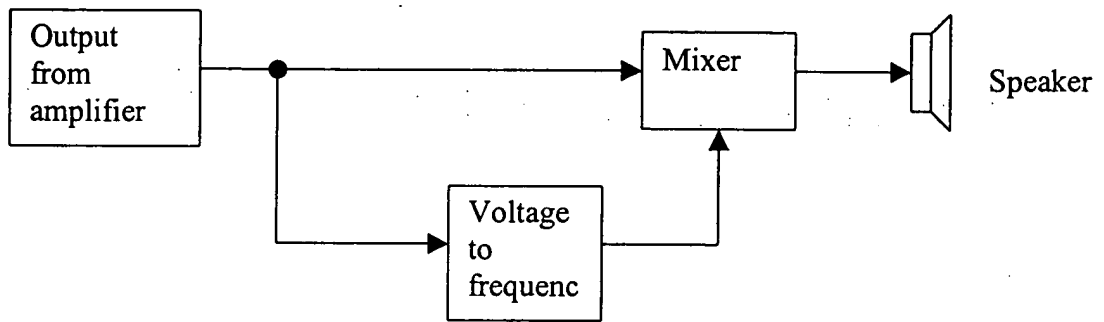 Output
from
amplifier
Mixer
Speaker
Voltage
to
frequenc